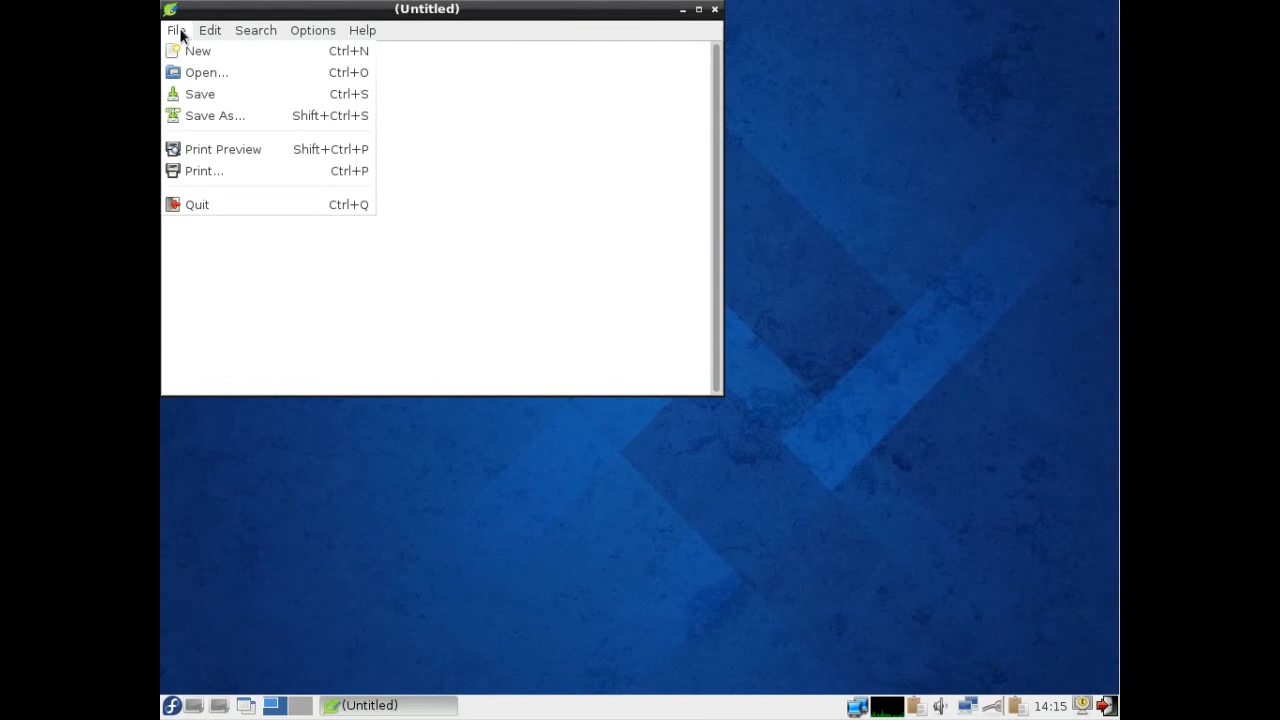 (Untitled)
File Edit Search Options Help
New Ctrl+N
Open... Ctrl+O
Save Ctrl+S
Save As... Shift+Ctrl+S
Print Preview Shift+Ctrl+P
Print... Ctrl+P
Quit Ctrl+Q
(Untitled) 14:15